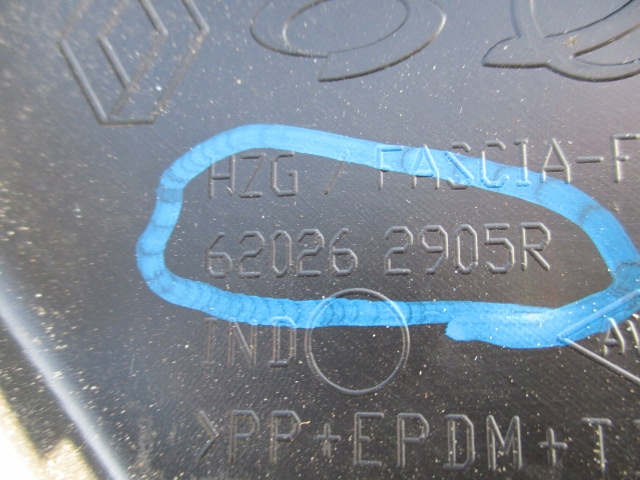 HZG / FASCIA-F
62026 2905R
IND
>PP+EPDM+T